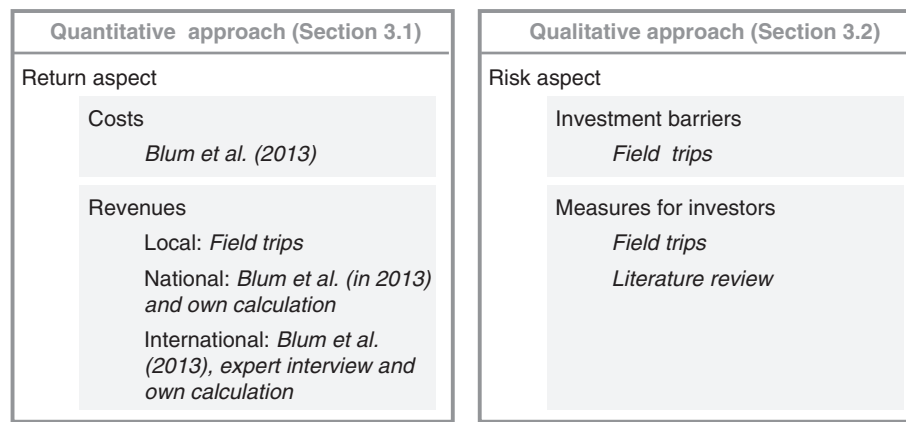 Quantitative approach (Section 3.1)
Return aspect
Costs
Blum et al. (2013)
Revenues
Local: Field trips
National: Blum et al. (in 2013)
and own calculation
International: Blum et al.
(2013), expert interview and
own calculation
Qualitative approach (Section 3.2)
Risk aspect
Investment barriers
Field trips
Measures for investors
Field trips
Literature review